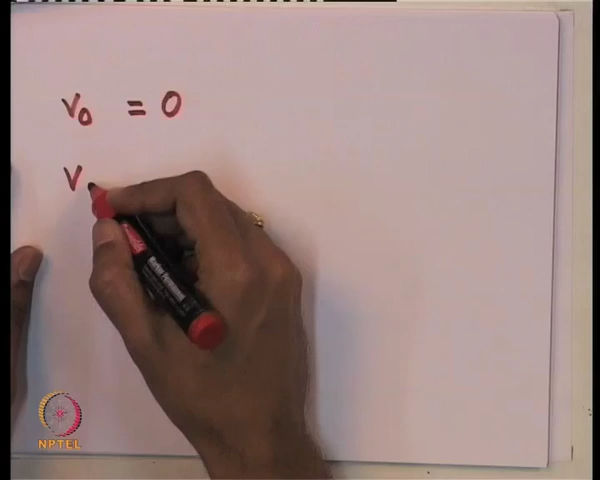 v₀ = 0
v
NPTEL